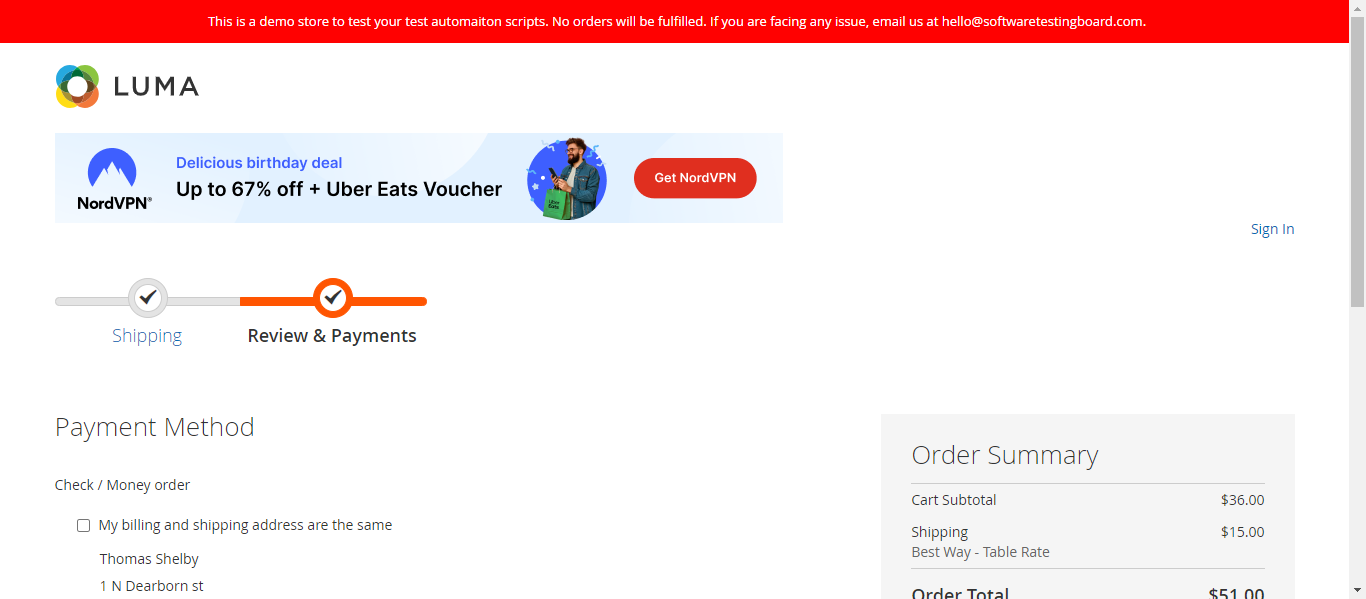 This is a demo store to test your test automaiton scripts. No orders will be fulfilled. If you are facing any issue, email us at hello@softwaretestingboard.com.
LUMA
Delicious birthday deal
Up to 67% off + Uber Eats Voucher
NordVPN®
Uber Eats
Get NordVPN
Sign In
Shipping
Review & Payments
Payment Method
Check / Money order
My billing and shipping address are the same
Thomas Shelby
1 N Dearborn st
Order Summary
Cart Subtotal $36.00
Shipping $15.00
Best Way - Table Rate
Order Total $51.00